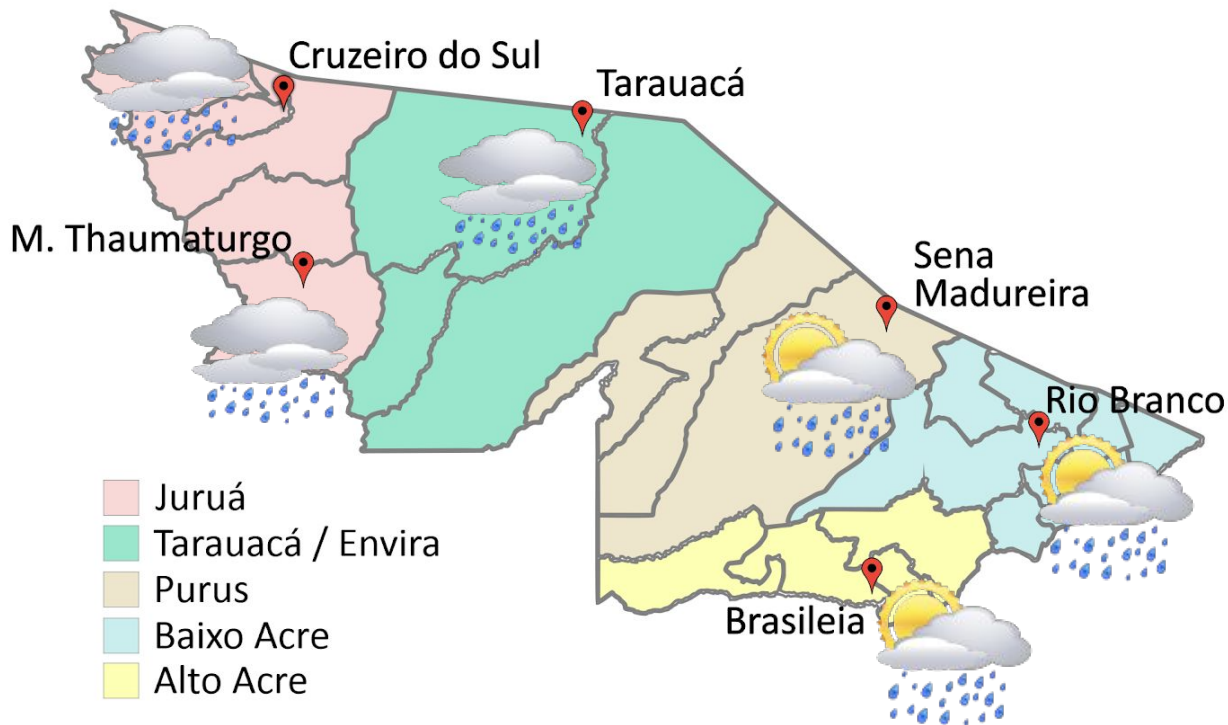 Cruzeiro do Sul
Tarauacá
M. Thaumaturgo
Sena
Madureira
Rio Branco
Brasileia
Juruá
Tarauacá / Envira
Purus
Baixo Acre
Alto Acre